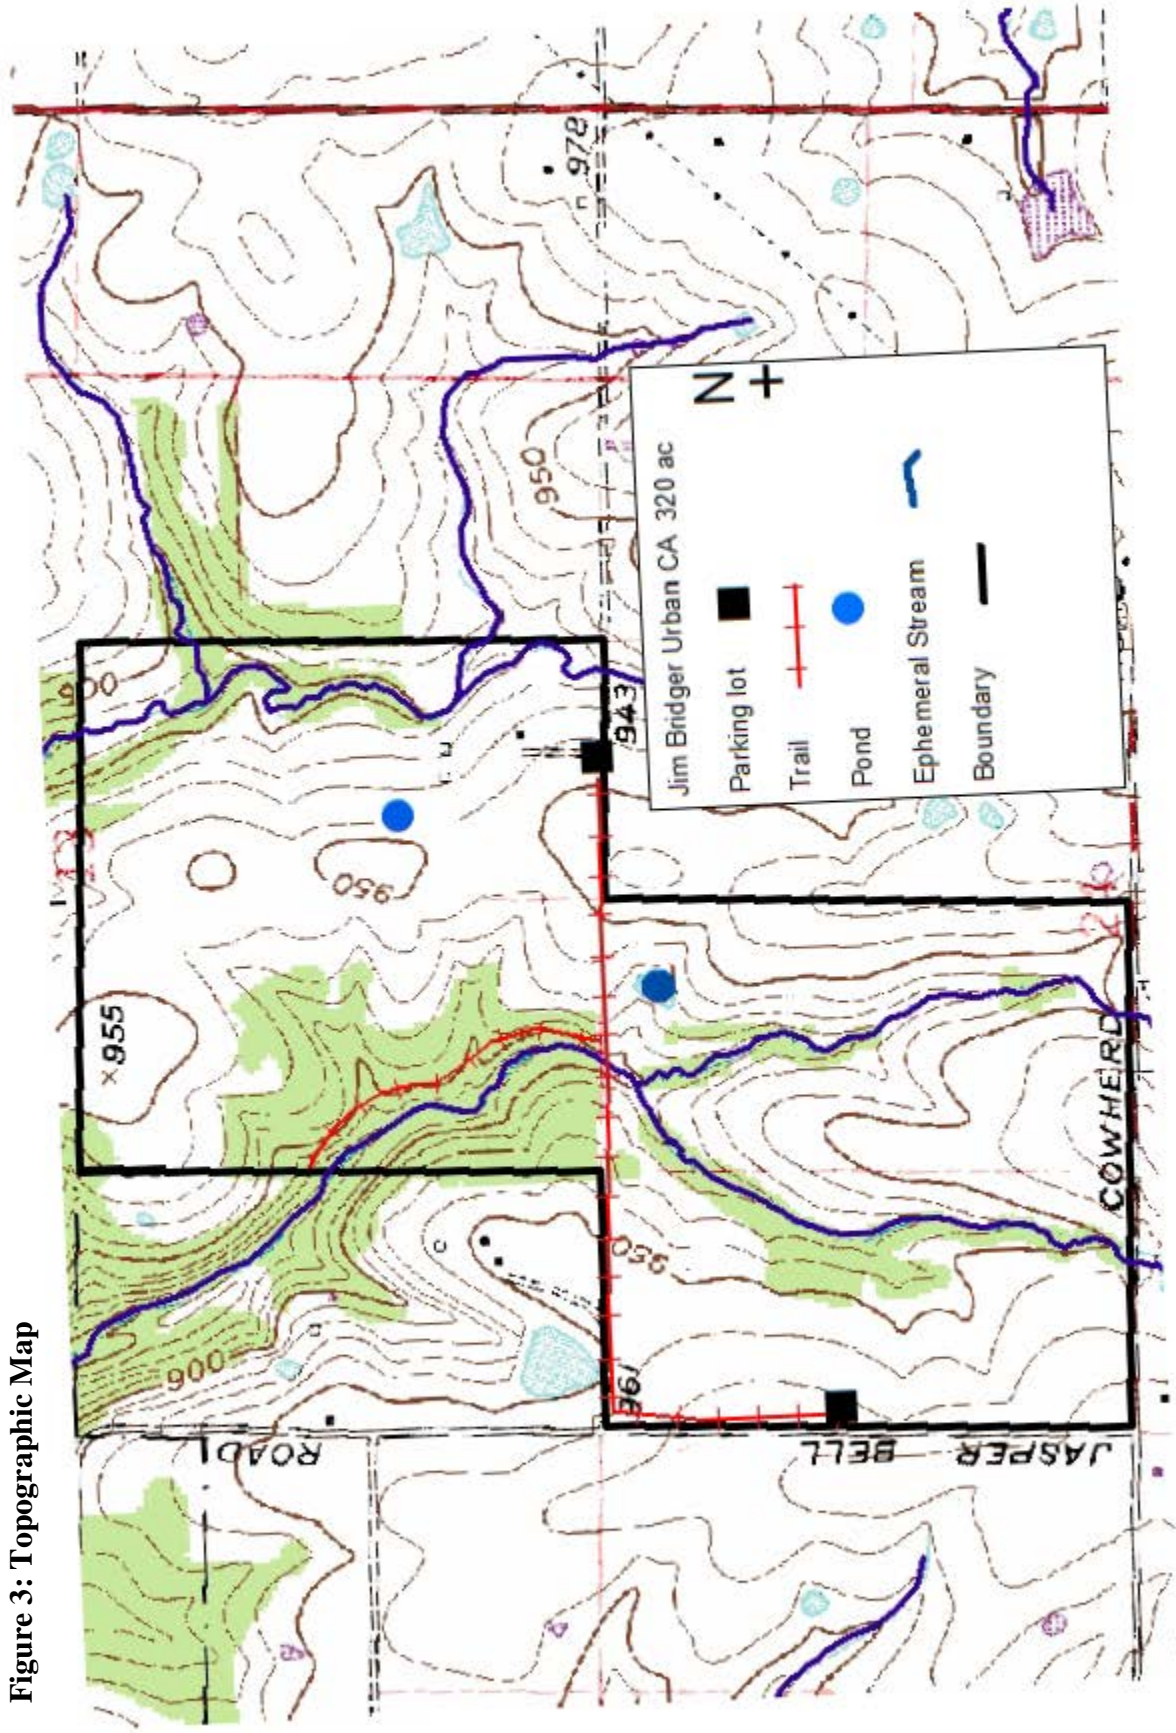 Figure 3: Topographic Map
Jim Bridger Urban CA 320 ac
N
+
Parking lot
Trail
Pond
Ephemeral Stream
Boundary
900
×955
950
978
950
943
900
950
961
ROAD
JASPER BELL
COWHERD
26